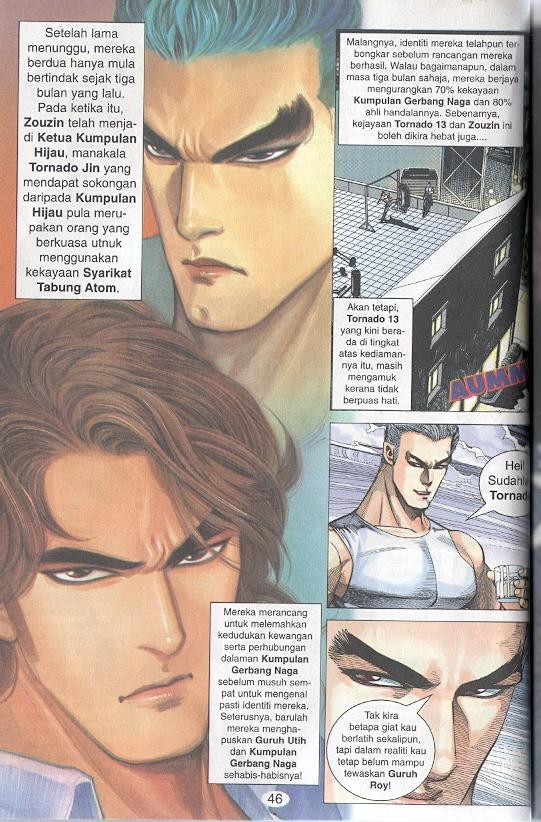 Setelah lama
menunggu, mereka
berdua hanya mula
bertindak sejak tiga
bulan yang lalu.
Pada ketika itu,
Zouzin telah menja-
di Ketua Kumpulan
Hijau, manakala
Tornado Jin yang
mendapat sokongan
daripada Kumpulan
Hijau pula meru-
pakan orang yang
berkuasa utnuk
menggunakan
kekayaan Syarikat
Tabung Atom.
Malangnya, identiti mereka telahpun ter-
bongkar sebelum rancangan mereka
berhasil. Walau bagaimanapun, dalam
masa tiga bulan sahaja, mereka berjaya
mengurangkan 70% kekayaan
Kumpulan Gerbang Naga dan 80%
ahli handalannya. Sebenarnya,
kejayaan Tornado 13 dan Zouzin ini
boleh dikira hebat juga....
Akan tetapi,
Tornado 13
yang kini bera-
da di tingkat
atas kediaman-
nya itu, masih
mengamuk
kerana tidak
berpuas hati.
AUMM
Hei!
Tornado
Mereka merancang
untuk melemahkan
kedudukan kewangan
serta perhubungan
dalaman Kumpulan
Gerbang Naga
sebelum musuh sem-
pat untuk mengenal
pasti identiti mereka.
Seterusnya, barulah
mereka mengha-
puskan Guruh Utih
dan Kumpulan
Gerbang Naga
sehabis-habisnya!
Tak kira
betapa giat kau
berlatih sekalipun,
tapi dalam realiti kau
tetap belum mampu
tewaskan Guruh
Roy!
46